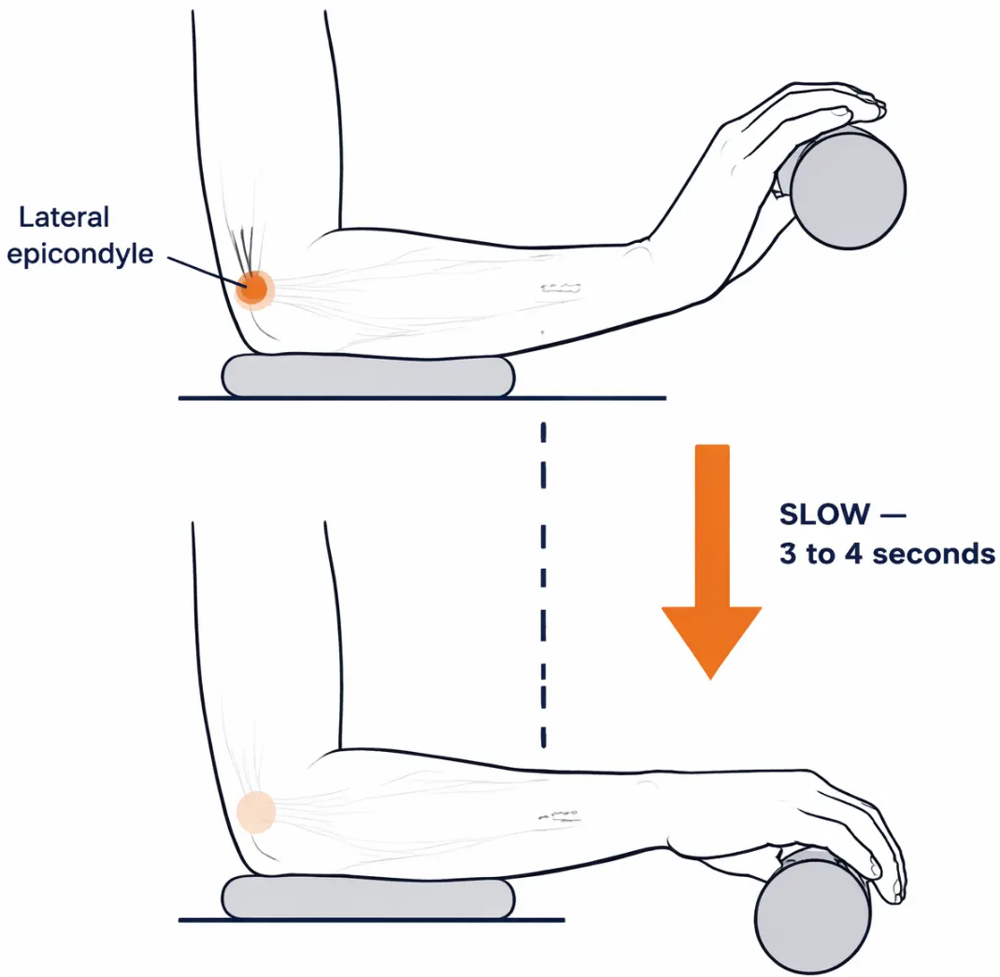 Lateral
epicondyle
SLOW —
3 to 4 seconds